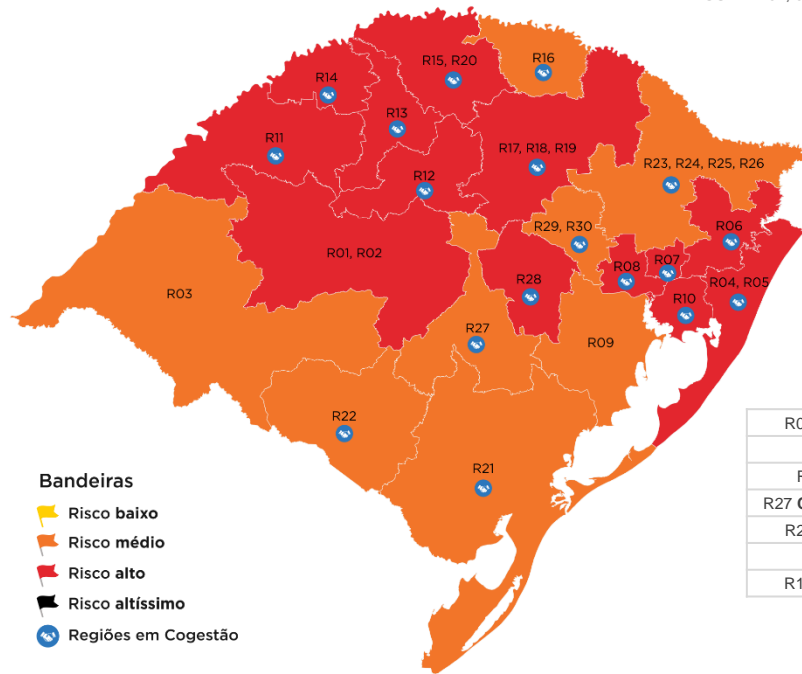 R15, R20
R16
R14
R13
R11
R17, R18, R19
R23, R24, R25, R26
R12
R29, R30
R06
R01, R02
R28
R08
R07
R04, R05
R03
R10
R27
R09
R22
R21
Bandeiras
Risco baixo
Risco médio
Risco alto
Risco altíssimo
Regiões em Cogestão
R27